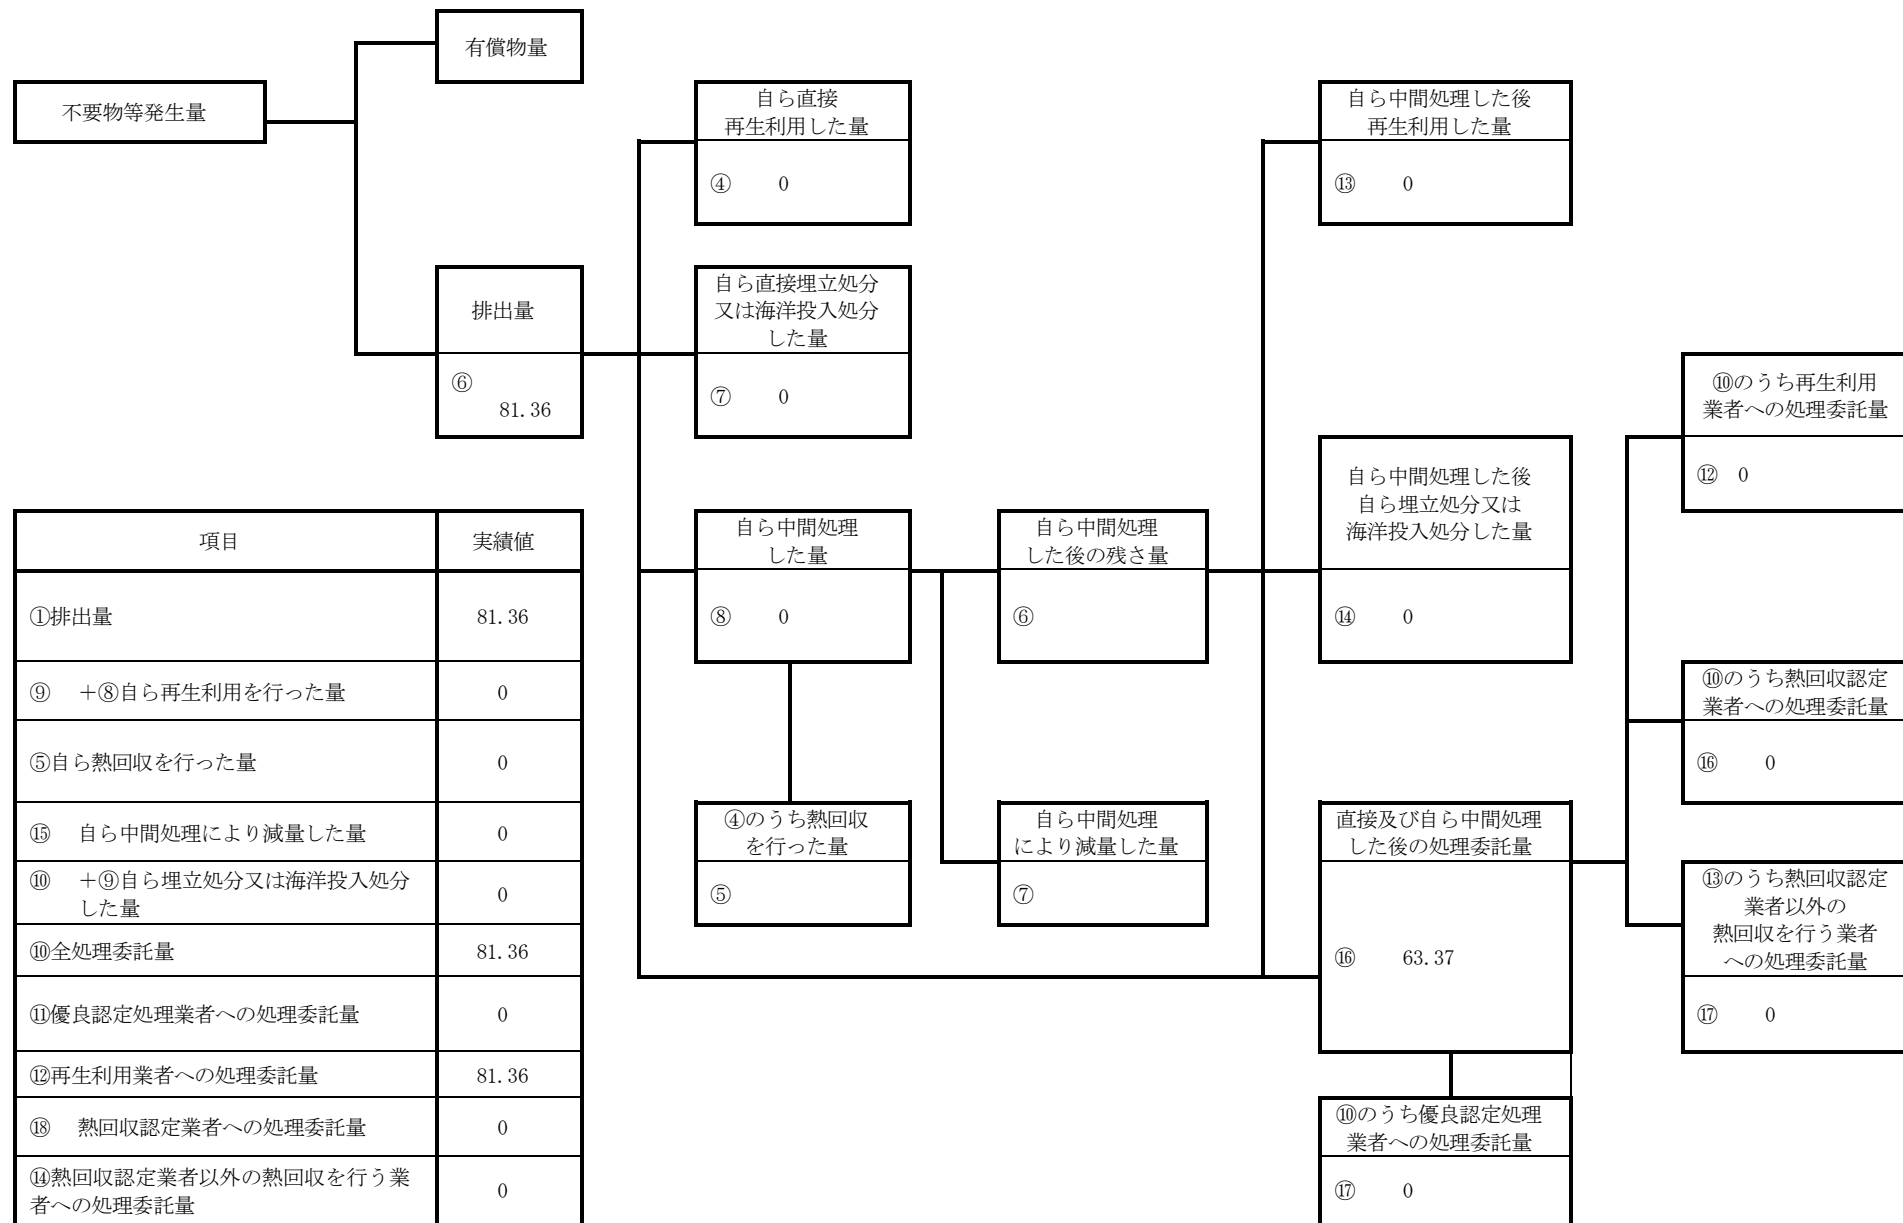 有償物量
不要物等発生量
自ら直接
再生利用した量
④ 0
自ら中間処理した後
再生利用した量
⑬ 0
排出量
⑥
81.36
自ら直接埋立処分
又は海洋投入処分
した量
⑦ 0
⑩のうち再生利用
業者への処理委託量
⑫ 0
自ら中間処理した後
自ら埋立処分又は
海洋投入処分した量
⑭ 0
自ら中間処理
した量
⑧ 0
自ら中間処理
した後の残さ量
⑥
⑩のうち熱回収認定
業者への処理委託量
⑯ 0
④のうち熱回収
を行った量
⑤
自ら中間処理
により減量した量
⑦
直接及び自ら中間処理
した後の処理委託量
⑯ 63.37
⑬のうち熱回収認定
業者以外の
熱回収を行う業者
への処理委託量
⑰ 0
⑩のうち優良認定処理
業者への処理委託量
⑰ 0
項目 実績値
①排出量 81.36
⑨ +⑧自ら再生利用を行った量 0
⑤自ら熱回収を行った量 0
⑮ 自ら中間処理により減量した量 0
⑩ +⑨自ら埋立処分又は海洋投入処分
した量 0
⑩全処理委託量 81.36
⑪優良認定処理業者への処理委託量 0
⑫再生利用業者への処理委託量 81.36
⑱ 熱回収認定業者への処理委託量 0
⑭熱回収認定業者以外の熱回収を行う業
者への処理委託量 0